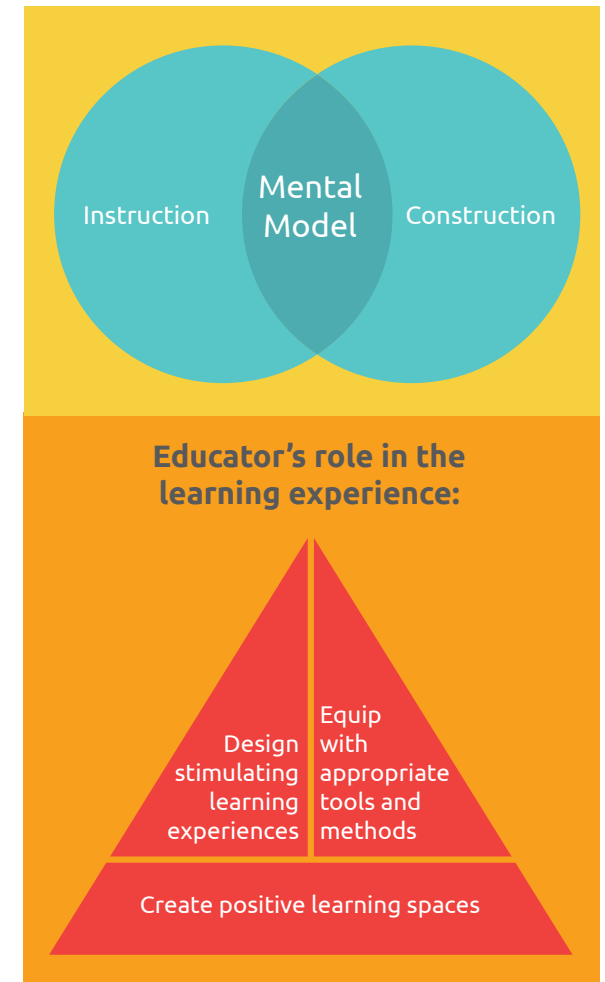 Instruction
Mental
Model
Construction
Educator’s role in the
learning experience:
Design
stimulating
learning
experiences
Equip
with
appropriate
tools and
methods
Create positive learning spaces